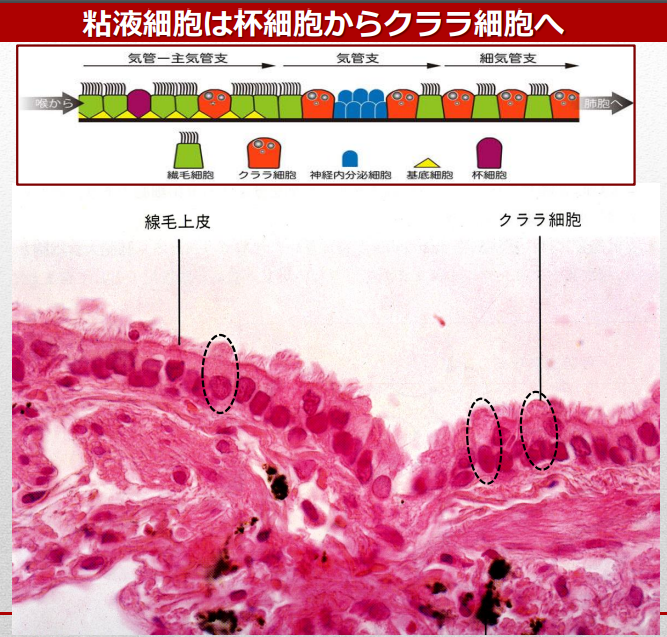 粘液細胞は杯細胞からクララ細胞へ
気管ー主気管支
気管支
細気管支
喉から
肺胞へ
繊毛細胞
クララ細胞
神経内分泌細胞
基底細胞
杯細胞
線毛上皮
クララ細胞